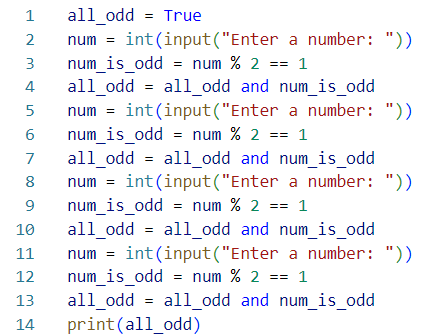 1 all_odd = True
2 num = int(input("Enter a number: "))
3 num_is_odd = num % 2 == 1
4 all_odd = all_odd and num_is_odd
5 num = int(input("Enter a number: "))
6 num_is_odd = num % 2 == 1
7 all_odd = all_odd and num_is_odd
8 num = int(input("Enter a number: "))
9 num_is_odd = num % 2 == 1
10 all_odd = all_odd and num_is_odd
11 num = int(input("Enter a number: "))
12 num_is_odd = num % 2 == 1
13 all_odd = all_odd and num_is_odd
14 print(all_odd)